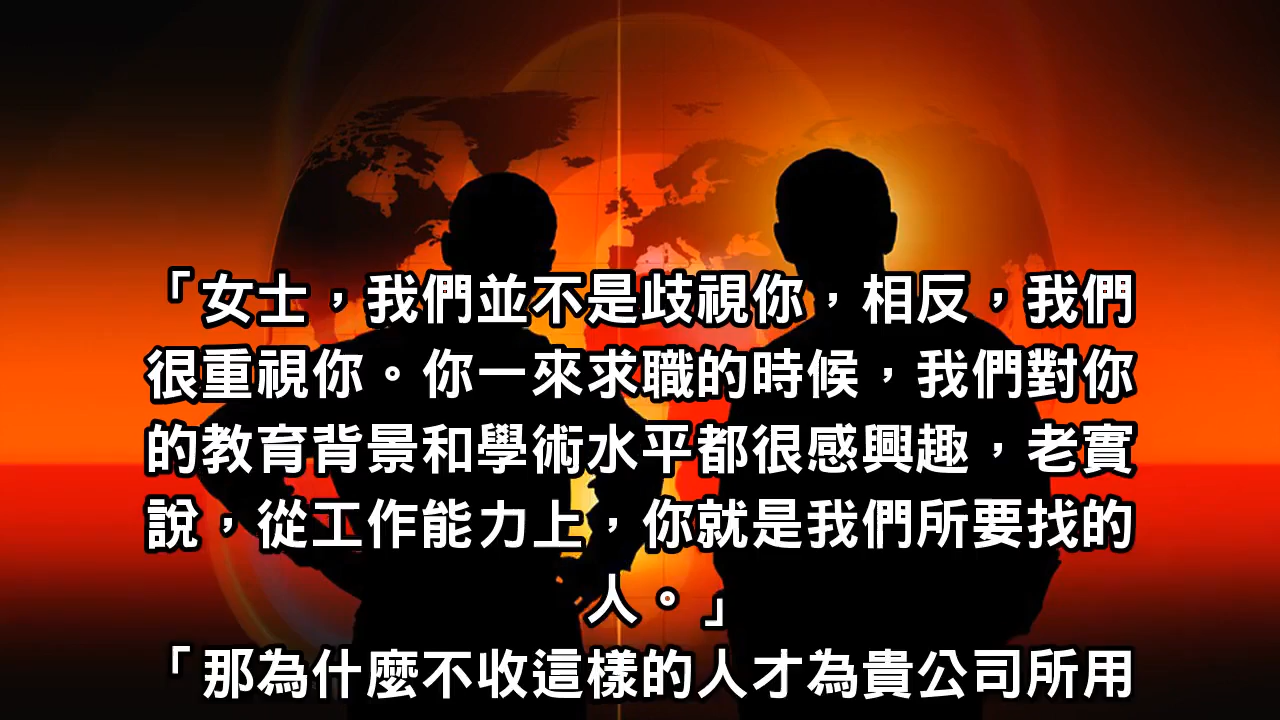 「女士，我們並不是歧視你，相反，我們
很重視你。你一來求職的時候，我們對你
的教育背景和學術水平都很感興趣，老實
說，從工作能力上，你就是我們所要找的
人。」
「那為什麼不收這樣的人才為貴公司所用